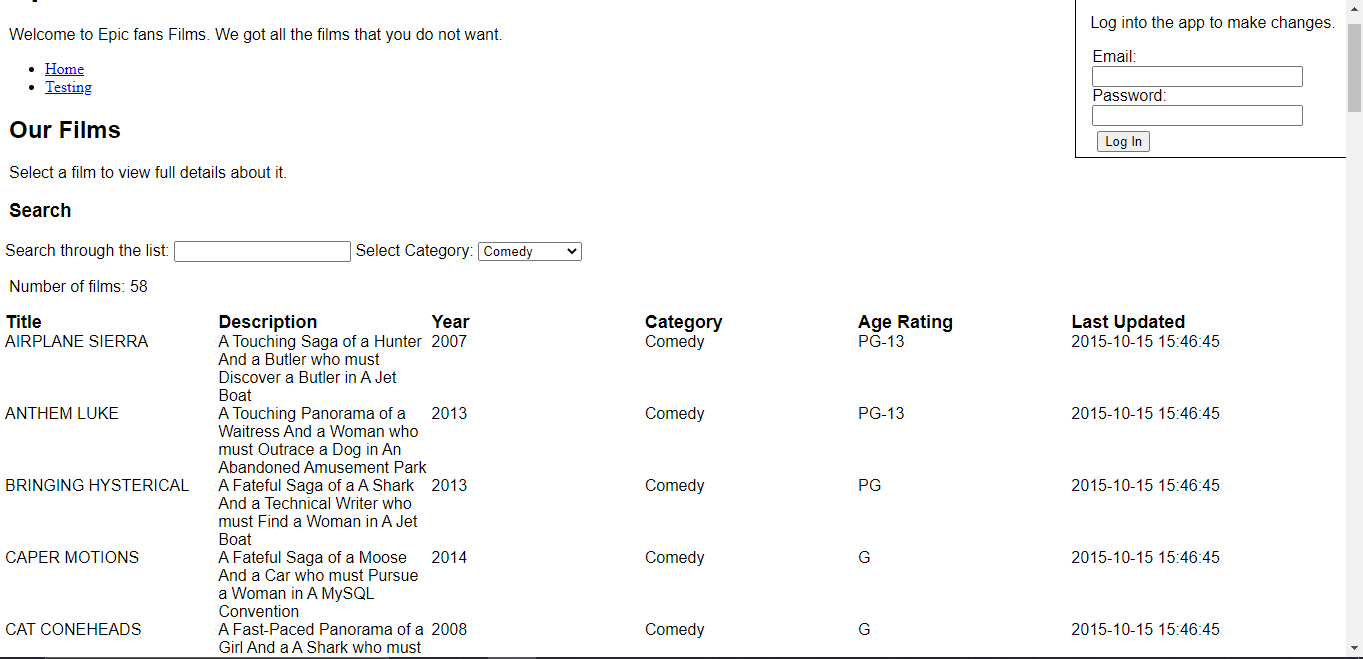 Welcome to Epic fans Films. We got all the films that you do not want.
Home
Testing
Our Films
Select a film to view full details about it.
Search
Search through the list: Select Category: Comedy
Number of films: 58
Log into the app to make changes.
Email:
Password:
Log In
Title Description Year Category Age Rating Last Updated
AIRPLANE SIERRA A Touching Saga of a Hunter 2007 Comedy PG-13 2015-10-15 15:46:45
And a Butler who must
Discover a Butler in A Jet
Boat
ANTHEM LUKE A Touching Panorama of a 2013 Comedy PG-13 2015-10-15 15:46:45
Waitress And a Woman who
must Outrace a Dog in An
Abandoned Amusement Park
BRINGING HYSTERICAL A Fateful Saga of a A Shark 2013 Comedy PG 2015-10-15 15:46:45
And a Technical Writer who
must Find a Woman in A Jet
Boat
CAPER MOTIONS A Fateful Saga of a Moose 2014 Comedy G 2015-10-15 15:46:45
And a Car who must Pursue
a Woman in A MySQL
Convention
CAT CONEHEADS A Fast-Paced Panorama of a 2008 Comedy G 2015-10-15 15:46:45
Girl And a A Shark who must